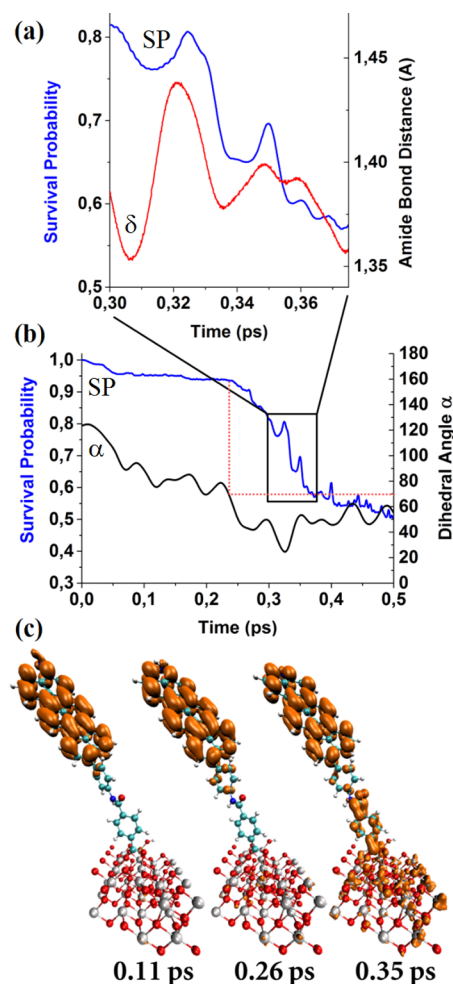 (a)
SP
δ
0,8
0,7
0,6
0,5
Survival Probability
1,45
1,40
1,35
Amide Bond Distance (A)
0,30 0,32 0,34 0,36
Time (ps)
(b)
SP
α
1,0
0,9
0,8
0,7
0,6
0,5
0,4
0,3
Survival Probability
180
160
140
120
100
80
60
40
20
0
Dihedral Angle α
0,0 0,1 0,2 0,3 0,4 0,5
Time (ps)
(c)
0.11 ps 0.26 ps 0.35 ps